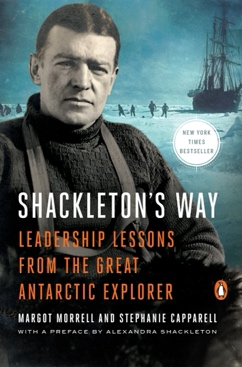 NEW YORK
TIMES
BESTSELLER
SHACKLETON'S WAY
LEADERSHIP LESSONS
FROM THE GREAT
ANTARCTIC EXPLORER
MARGOT MORRELL AND STEPHANIE CAPPARELL
WITH A PREFACE BY ALEXANDRA SHACKLETON